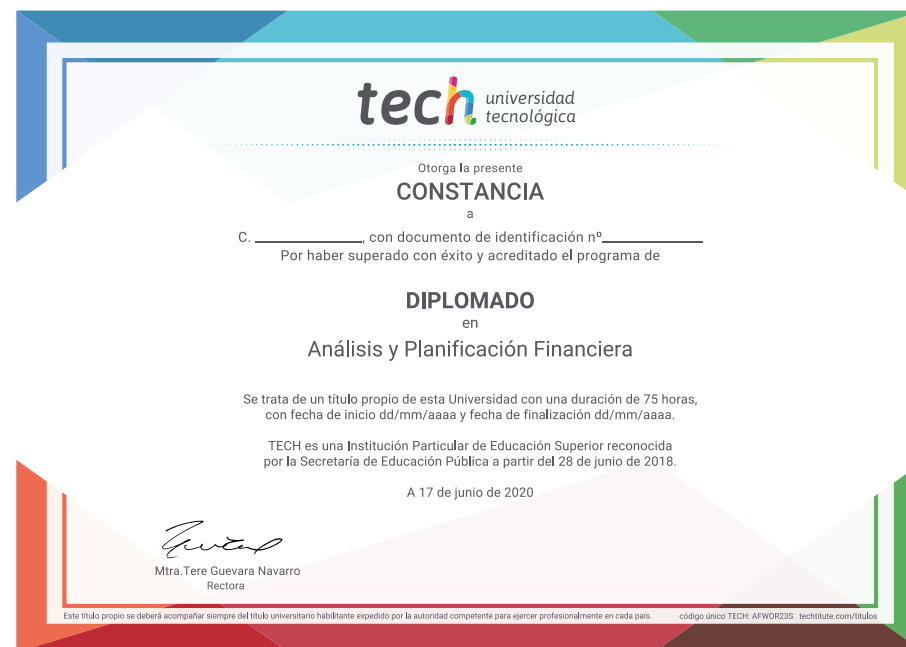 tech universidad
tecnológica
Otorga la presente
CONSTANCIA
a
C. ____________, con documento de identificación nº____________
Por haber superado con éxito y acreditado el programa de
DIPLOMADO
en
Análisis y Planificación Financiera
Se trata de un título propio de esta Universidad con una duración de 75 horas,
con fecha de inicio dd/mm/aaaa y fecha de finalización dd/mm/aaaa.
TECH es una Institución Particular de Educación Superior reconocida
por la Secretaría de Educación Pública a partir del 28 de junio de 2018.
A 17 de junio de 2020
Mtra.Tere Guevara Navarro
Rectora
Este título propio se deberá acompañar siempre del título universitario habilitante expedido por la autoridad competente para ejercer profesionalmente en cada país. código único TECH: AFWOR23S techtitute.com/titulos